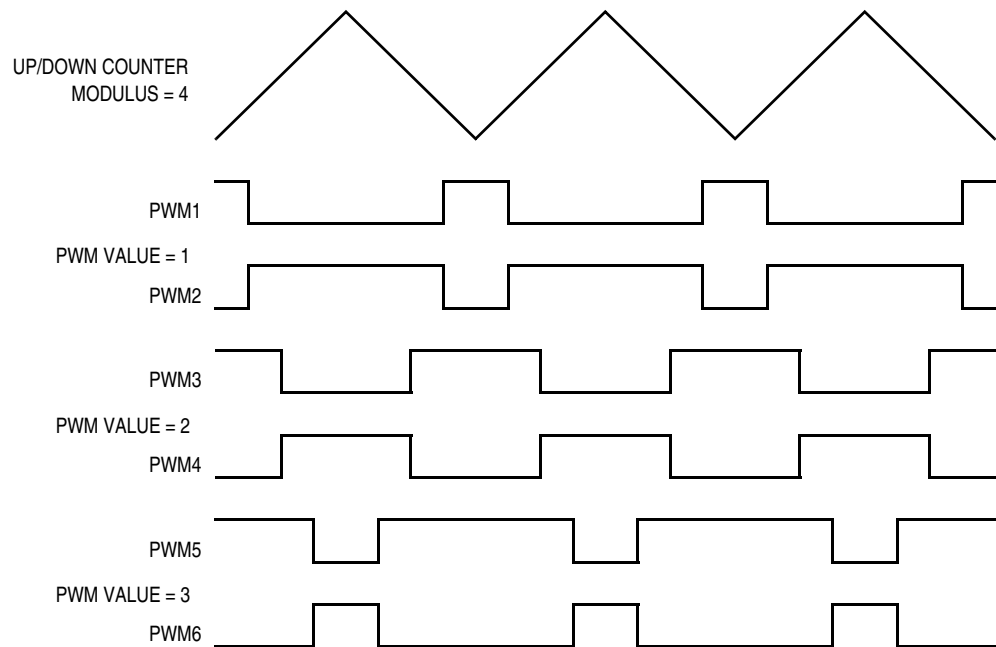 UP/DOWN COUNTER
MODULUS = 4
PWM1
PWM VALUE = 1
PWM2
PWM3
PWM VALUE = 2
PWM4
PWM5
PWM VALUE = 3
PWM6